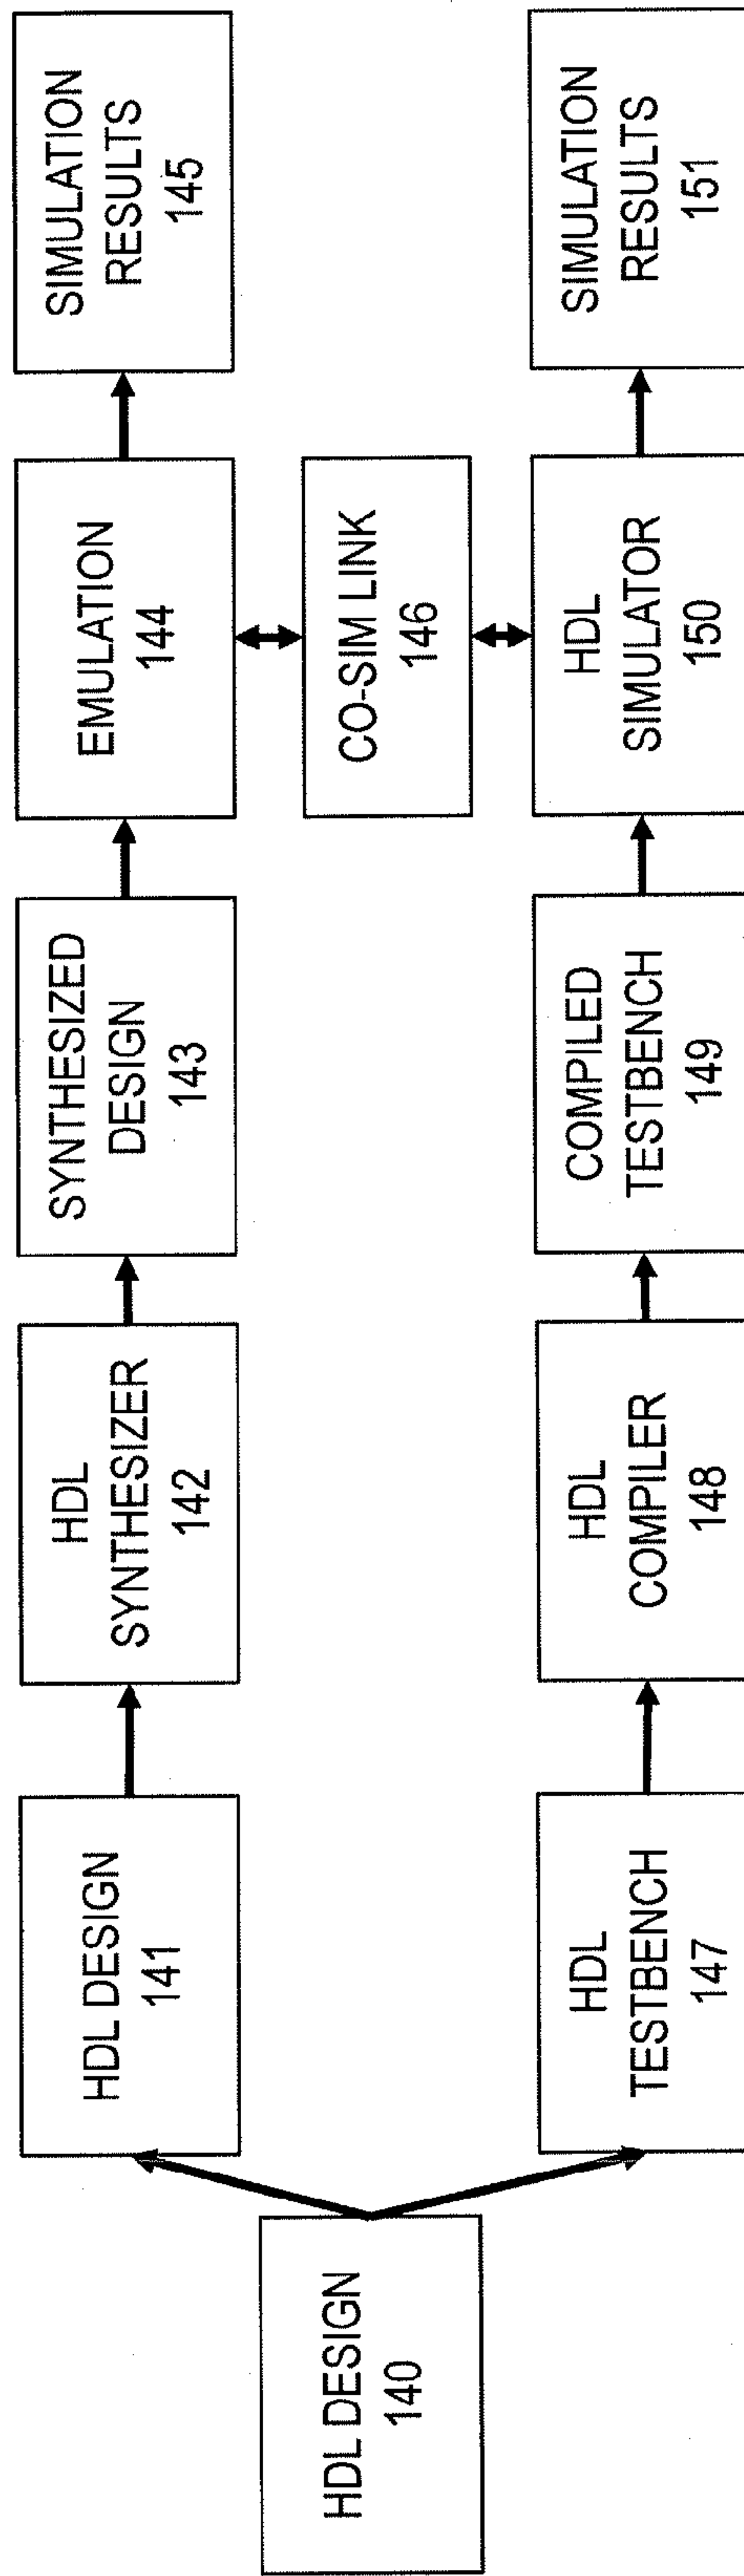 HDL DESIGN
140
HDL DESIGN
141
HDL
SYNTHESIZER
142
SYNTHESIZED
DESIGN
143
EMULATION
144
SIMULATION
RESULTS
145
CO-SIM LINK
146
HDL
TESTBENCH
147
HDL
COMPILER
148
COMPILED
TESTBENCH
149
HDL
SIMULATOR
150
SIMULATION
RESULTS
151